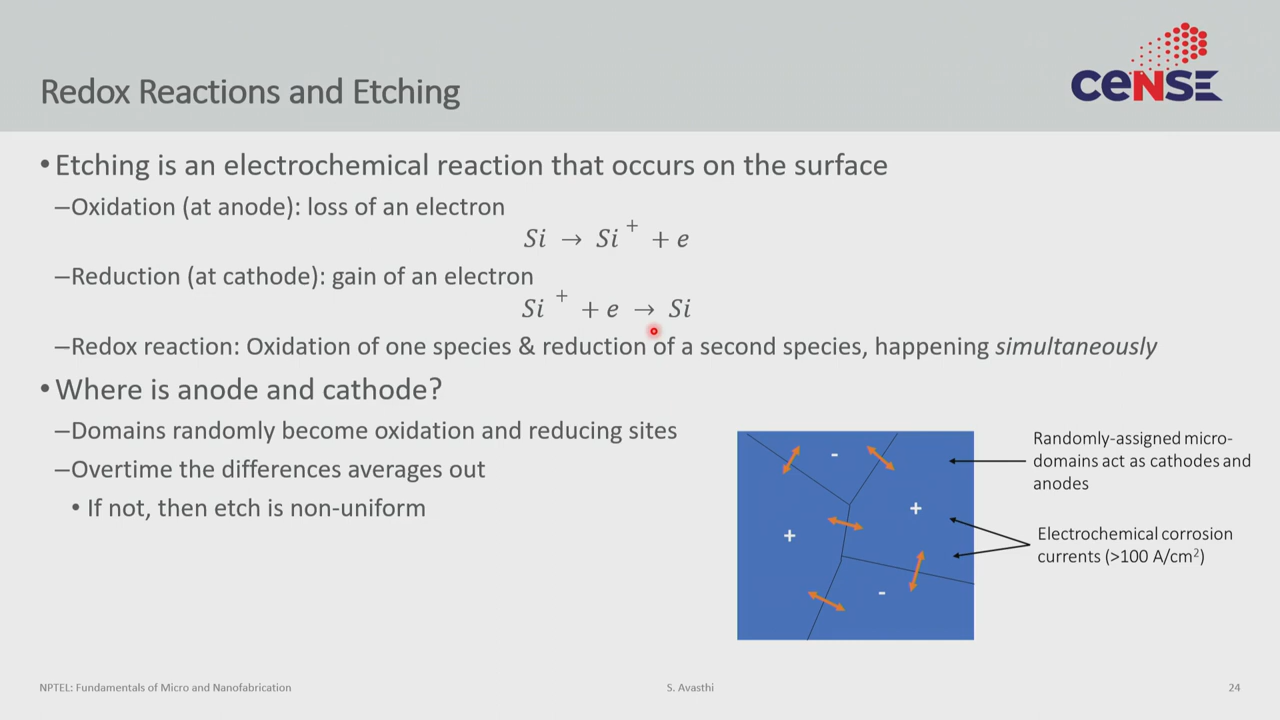 ceNSE
Redox Reactions and Etching
• Etching is an electrochemical reaction that occurs on the surface
–Oxidation (at anode): loss of an electron
Si → Si⁺ + e
–Reduction (at cathode): gain of an electron
Si⁺ + e → Si
–Redox reaction: Oxidation of one species & reduction of a second species, happening simultaneously
• Where is anode and cathode?
–Domains randomly become oxidation and reducing sites
–Overtime the differences averages out
• If not, then etch is non-uniform
-
+
+
-
Randomly-assigned micro-
domains act as cathodes and
anodes
Electrochemical corrosion
currents (>100 A/cm²)
NPTEL: Fundamentals of Micro and Nanofabrication
S. Avasthi
24